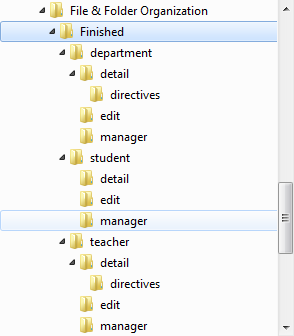 File & Folder Organization
Finished
department
detail
directives
edit
manager
student
detail
edit
manager
teacher
detail
directives
edit
manager